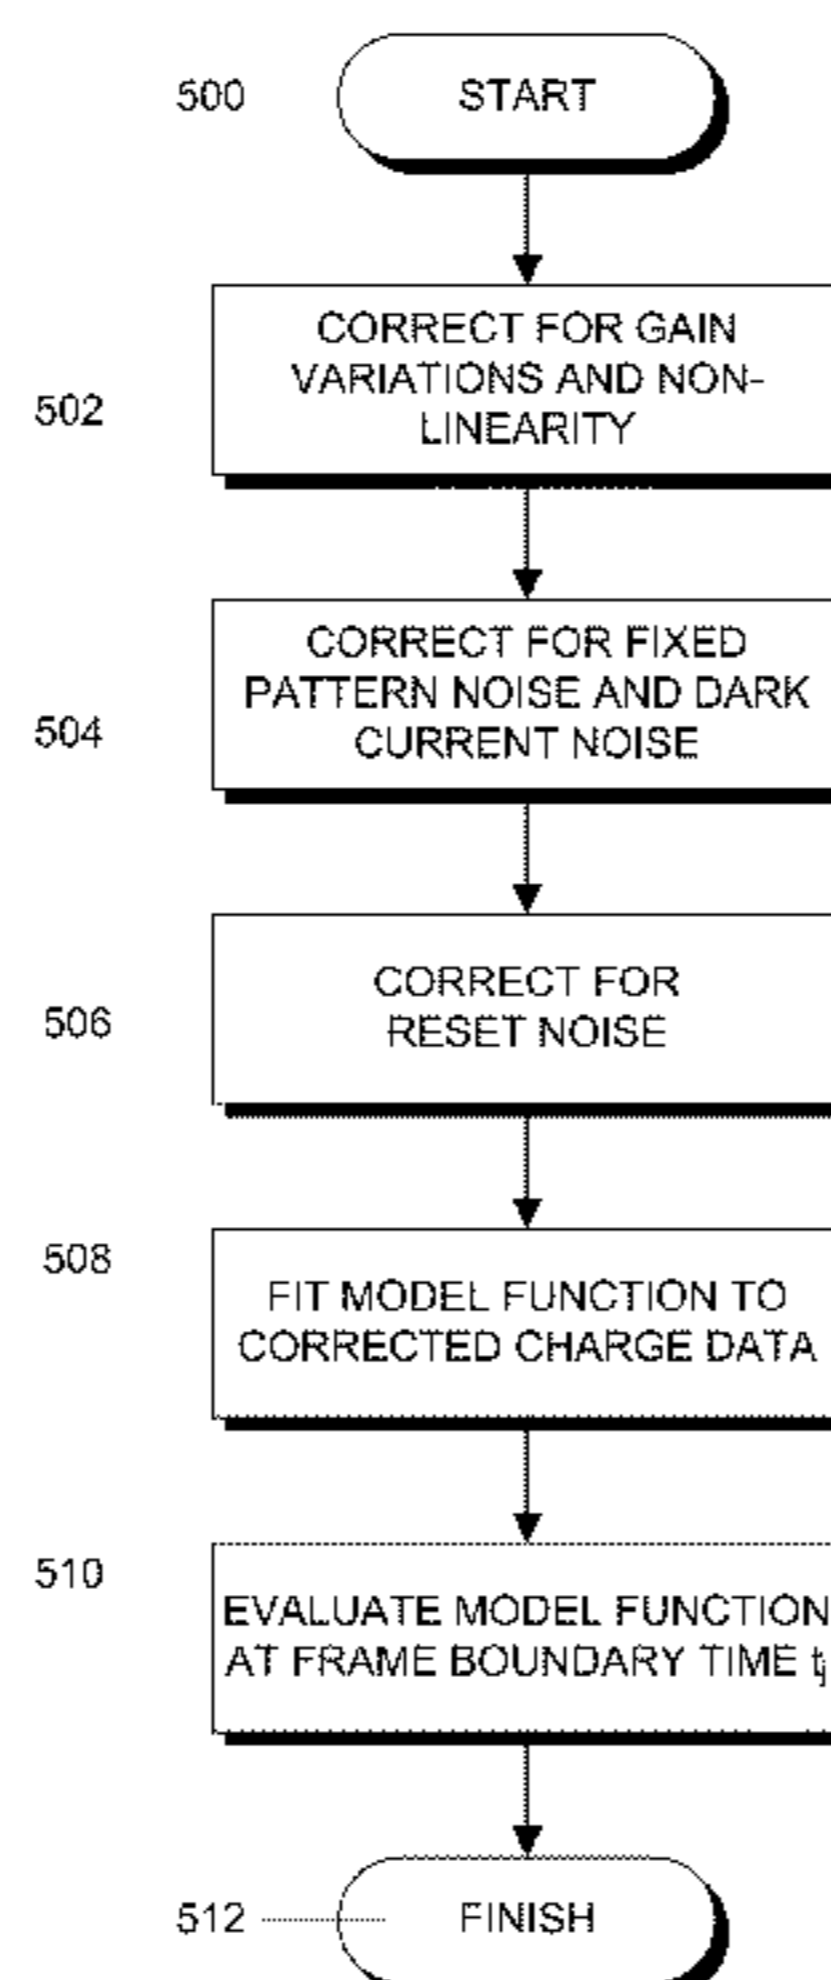 500 START
CORRECT FOR GAIN
VARIATIONS AND NON-
502
LINEARITY
CORRECT FOR FIXED
PATTERN NOISE AND DARK
504
CURRENT NOISE
CORRECT FOR
506
RESET NOISE
508
FIT MODEL FUNCTION TO
CORRECTED CHARGE DATA
510
EVALUATE MODEL FUNCTION
AT FRAME BOUNDARY TIME tj
512 FINISH